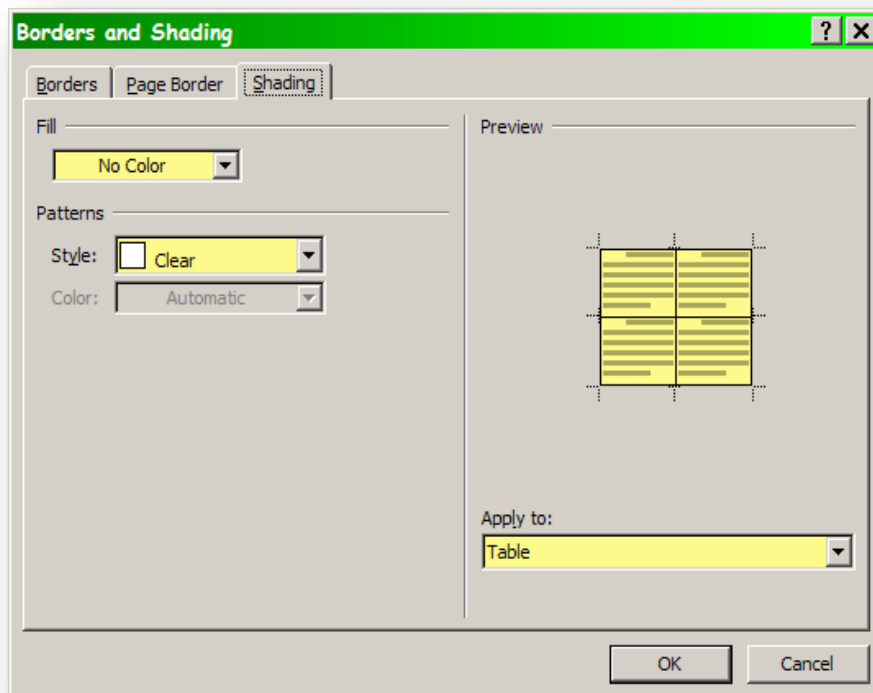 Borders and Shading
Borders Page Border Shading
Fill
No Color
Patterns
Style: Clear
Color: Automatic
Preview
Apply to:
Table
OK Cancel